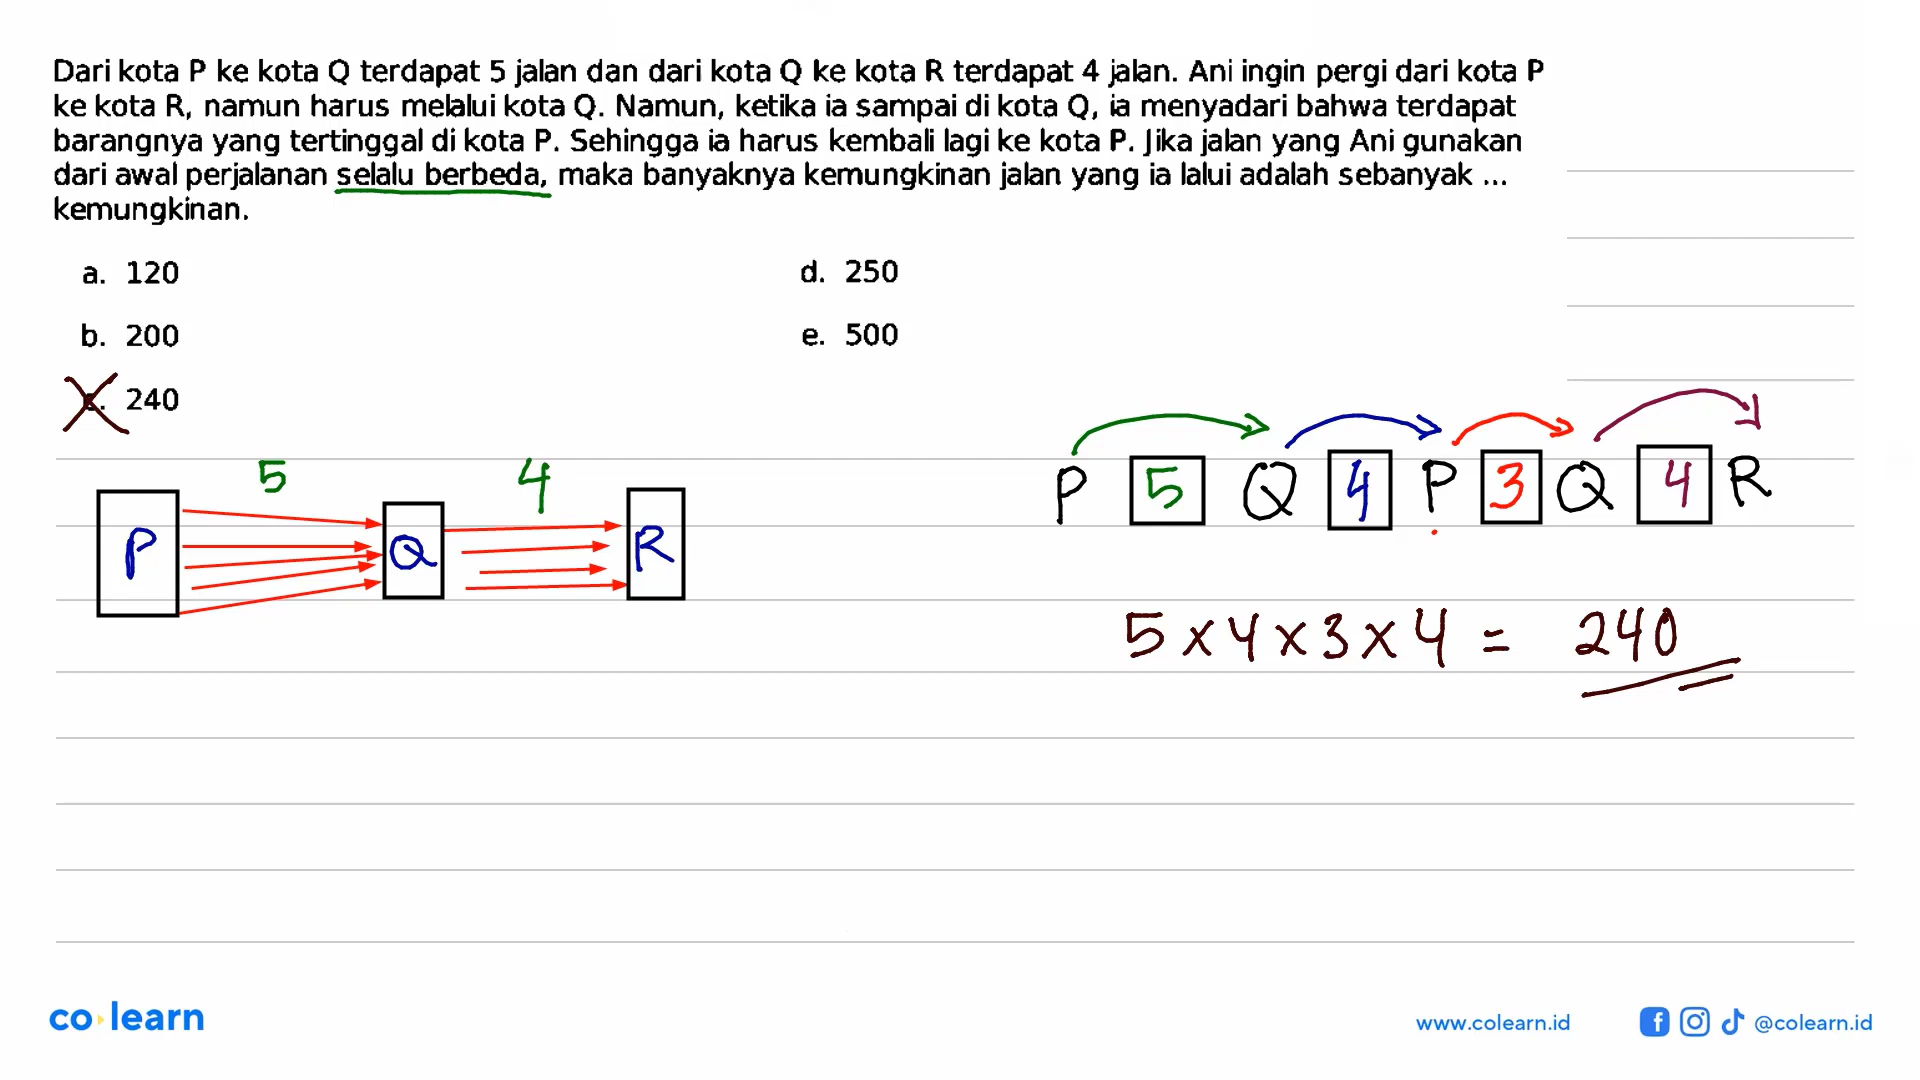 Dari kota P ke kota Q terdapat 5 jalan dan dari kota Q ke kota R terdapat 4 jalan. Ani ingin pergi dari kota P
ke kota R, namun harus melalui kota Q. Namun, ketika ia sampai di kota Q, ia menyadari bahwa terdapat
barangnya yang tertinggal di kota P. Sehingga ia harus kembali lagi ke kota P. Jika jalan yang Ani gunakan
dari awal perjalanan selalu berbeda, maka banyaknya kemungkinan jalan yang ia lalui adalah sebanyak ...
kemungkinan.
a. 120
d. 250
b. 200
e. 500
240
5 4
P Q R
P 5 Q 4 P 3 Q 4 R
5 x 4 x 3 x 4 = 240
co learn
www.colearn.id
@colearn.id